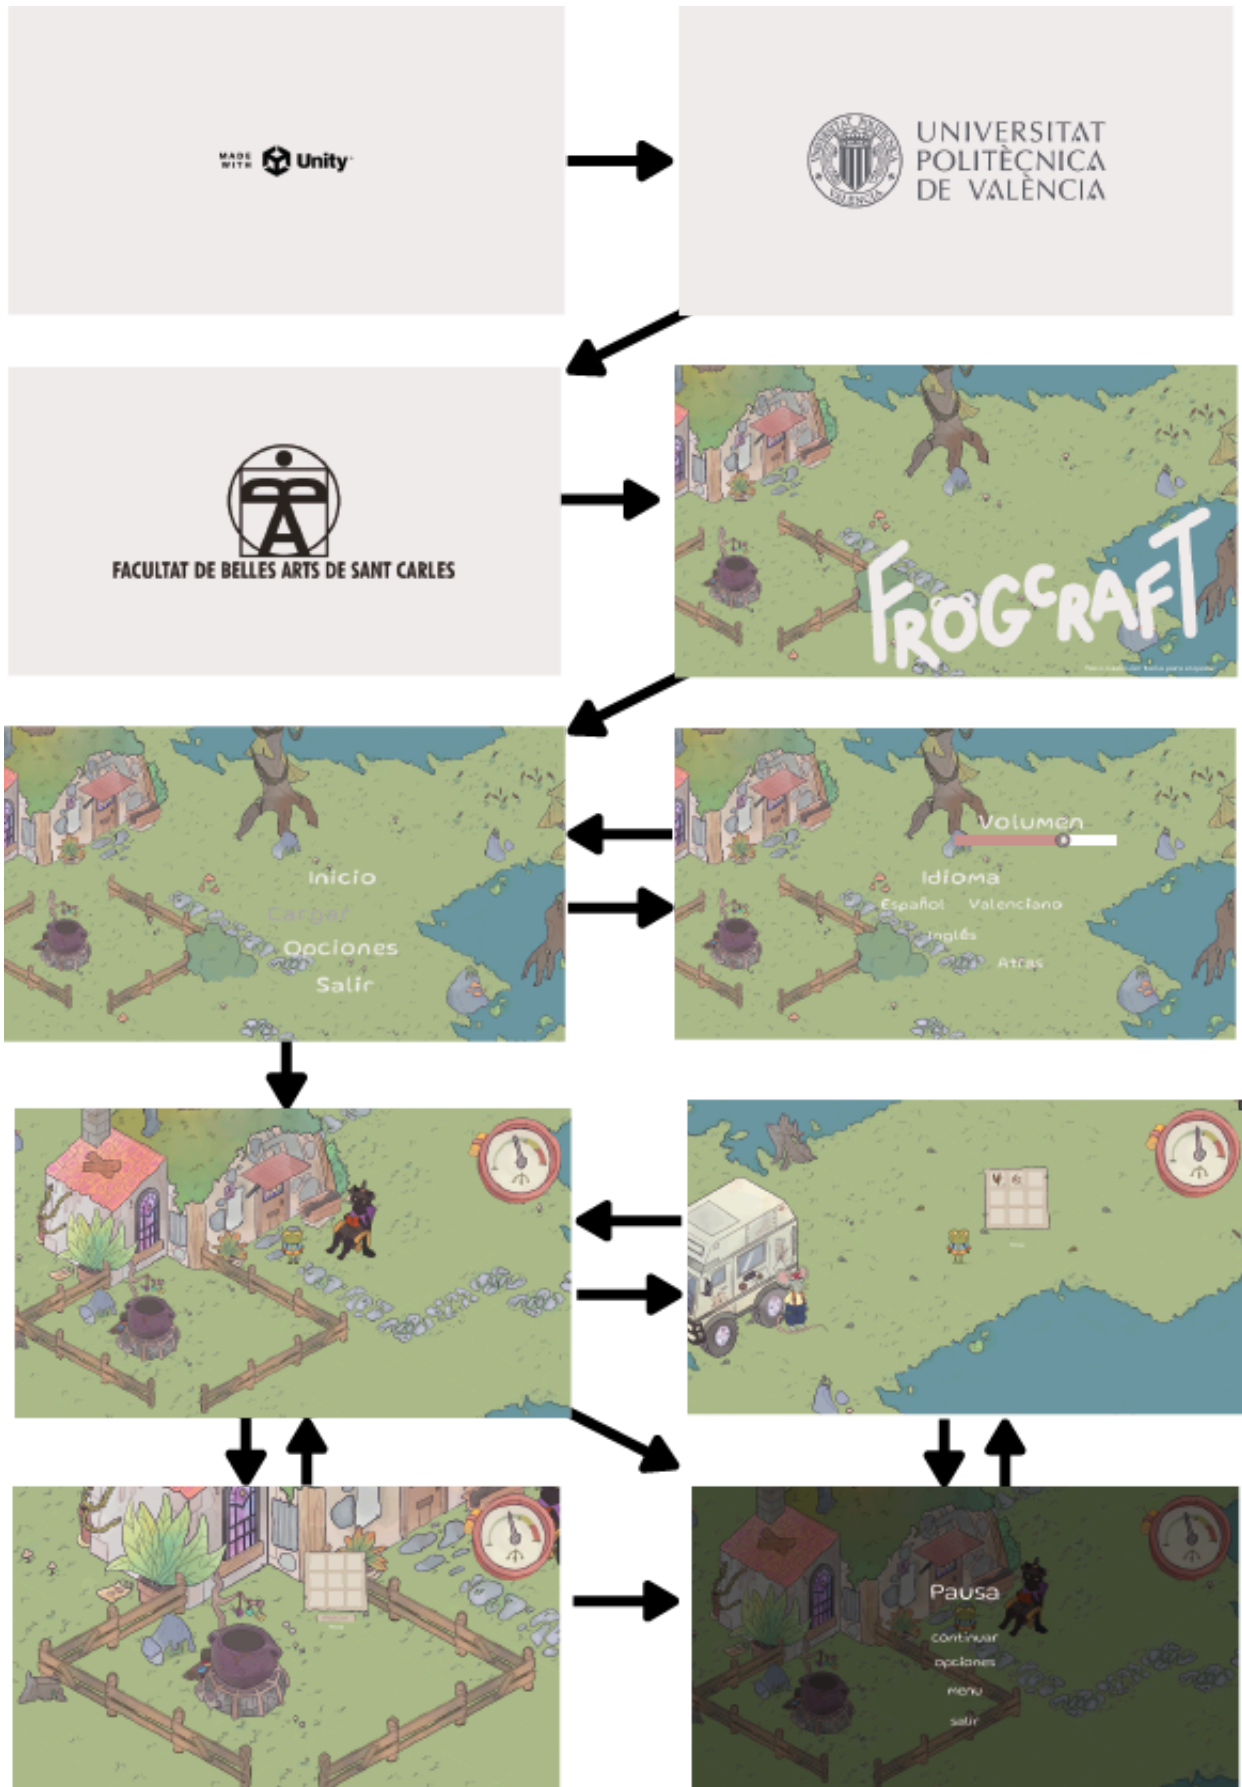 MADE
WITH
Unity
UNIVERSITAT
POLITÈCNICA
DE VALÈNCIA
FACULTAT DE BELLES ARTS DE SANT CARLES
FROGCRAFT
Inicio
Cargar
Opciones
Salir
Volumen
Idioma
Español Valenciano
Inglés
Atras
Pausa
continuar
opciones
menu
salir